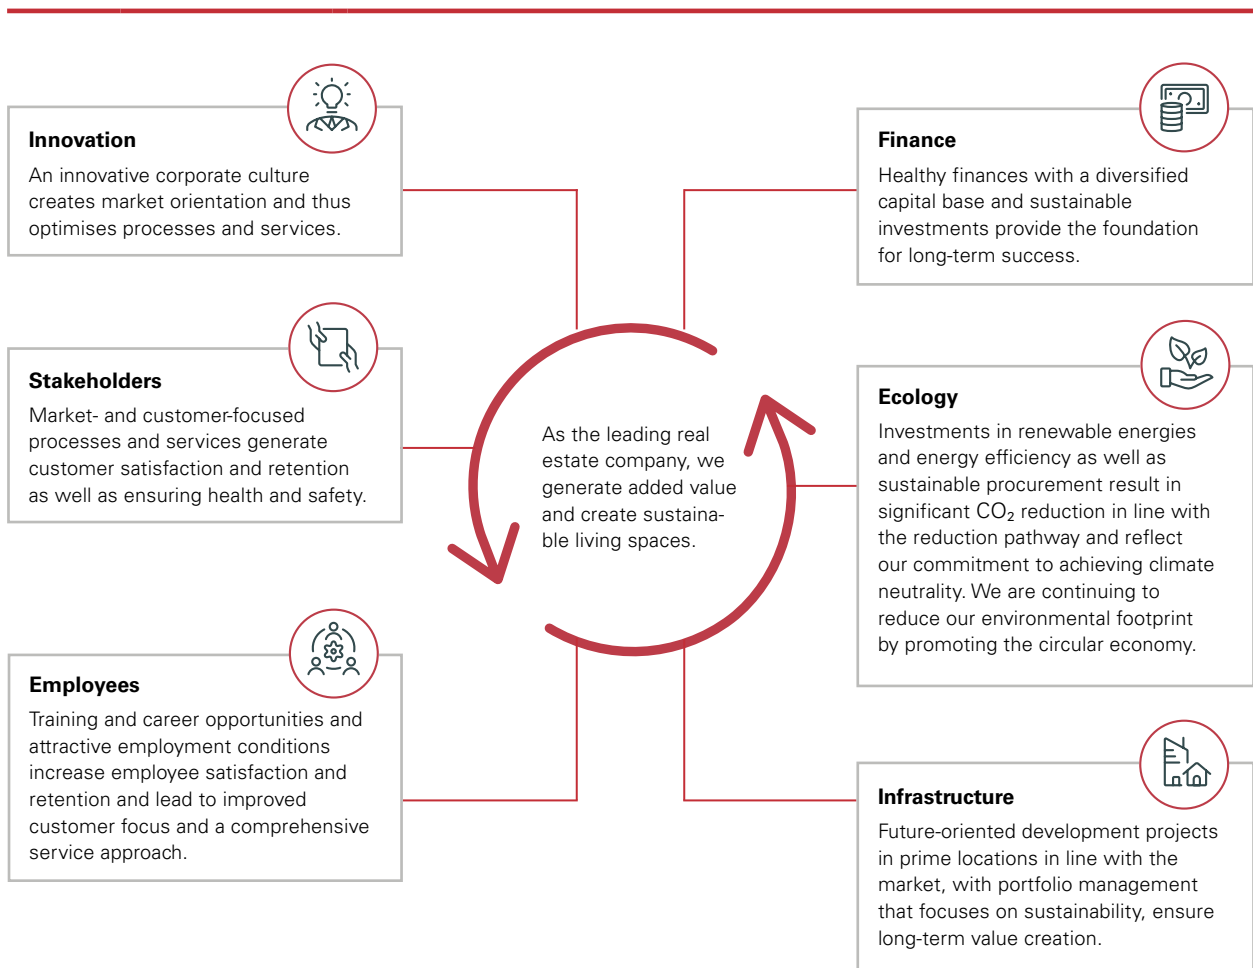 Innovation
An innovative corporate culture
creates market orientation and thus
optimises processes and services.
Stakeholders
Market- and customer-focused
processes and services generate
customer satisfaction and retention
as well as ensuring health and safety.
Employees
Training and career opportunities and
attractive employment conditions
increase employee satisfaction and
retention and lead to improved
customer focus and a comprehensive
service approach.
As the leading real
estate company, we
generate added value
and create sustaina-
ble living spaces.
Finance
Healthy finances with a diversified
capital base and sustainable
investments provide the foundation
for long-term success.
Ecology
Investments in renewable energies
and energy efficiency as well as
sustainable procurement result in
significant CO₂ reduction in line with
the reduction pathway and reflect
our commitment to achieving climate
neutrality. We are continuing to
reduce our environmental footprint
by promoting the circular economy.
Infrastructure
Future-oriented development projects
in prime locations in line with the
market, with portfolio management
that focuses on sustainability, ensure
long-term value creation.